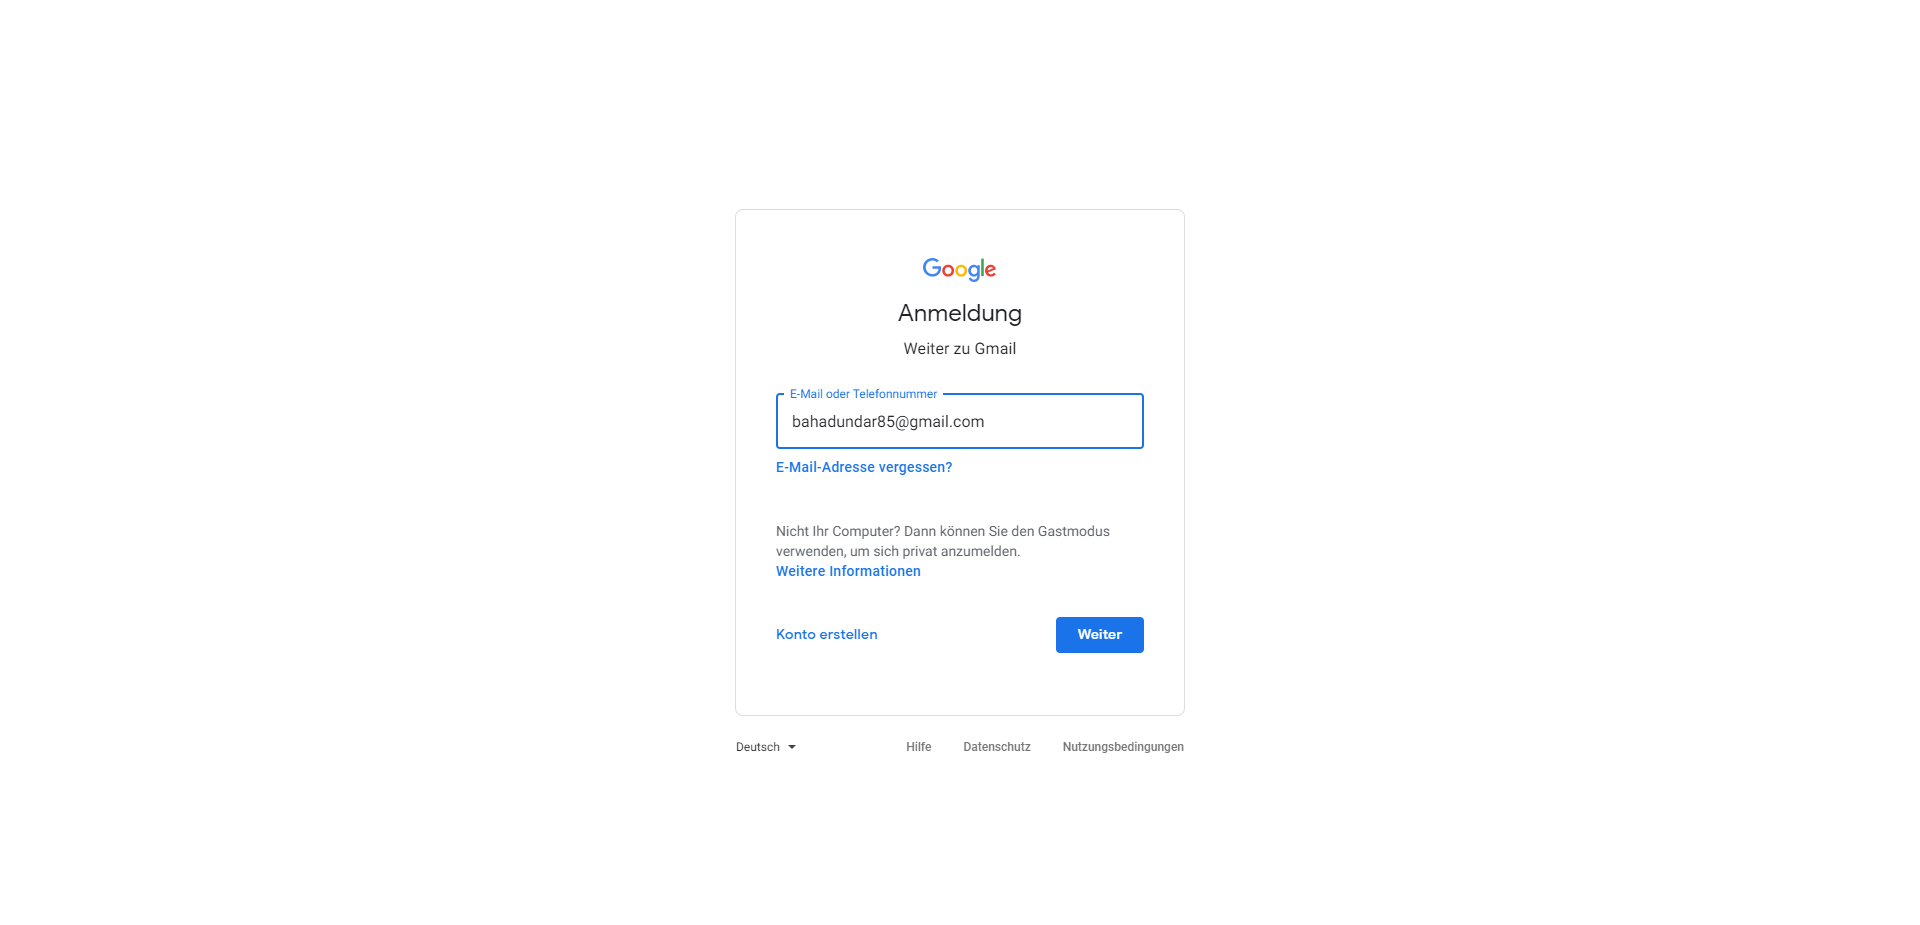 Google
Anmeldung
Weiter zu Gmail
E-Mail oder Telefonnummer
bahadundar85@gmail.com
E-Mail-Adresse vergessen?
Nicht Ihr Computer? Dann können Sie den Gastmodus
verwenden, um sich privat anzumelden.
Weitere Informationen
Konto erstellen
Weiter
Deutsch
Hilfe
Datenschutz
Nutzungsbedingungen